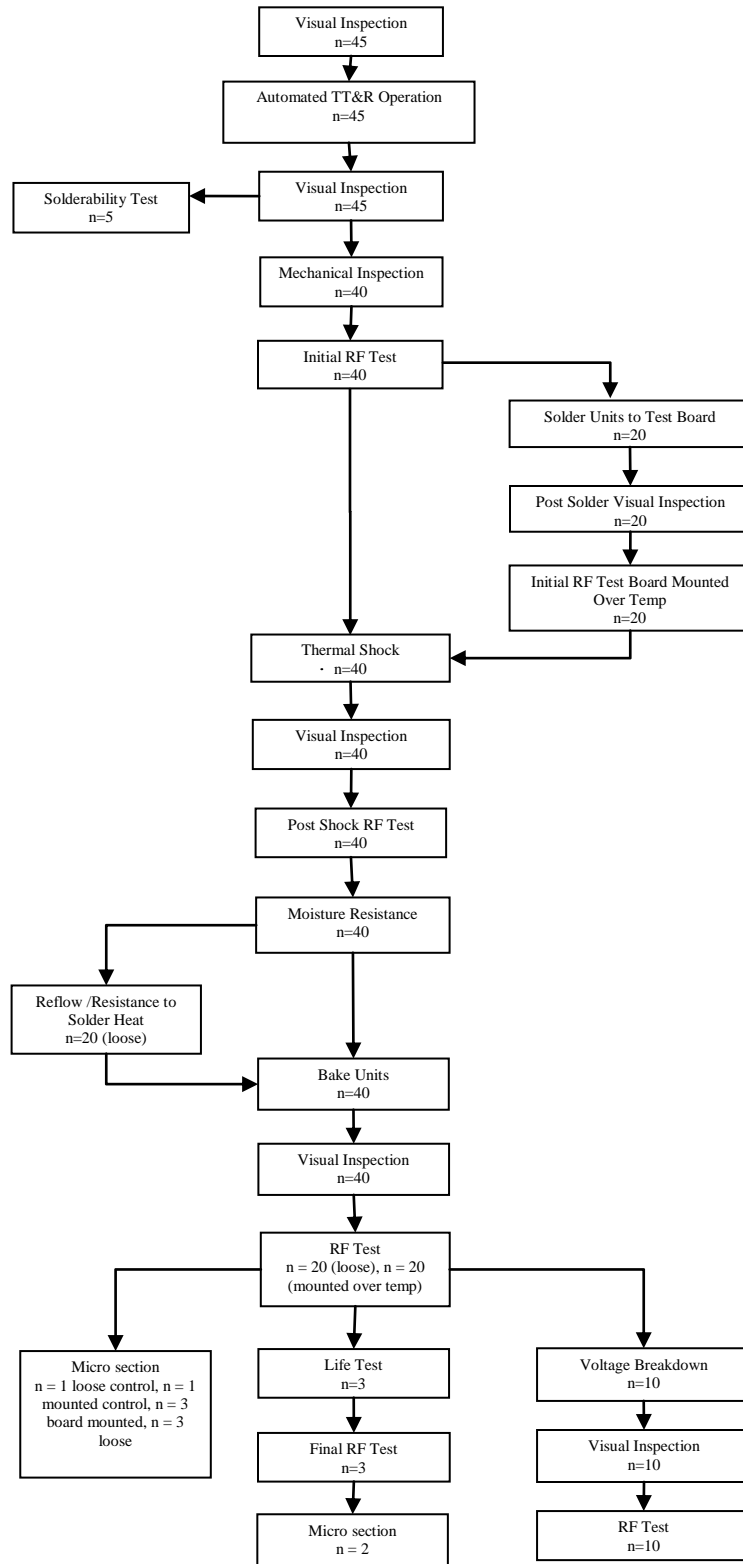 Visual Inspection
n=45
Automated TT&R Operation
n=45
Visual Inspection
n=45
Solderability Test
n=5
Mechanical Inspection
n=40
Initial RF Test
n=40
Solder Units to Test Board
n=20
Post Solder Visual Inspection
n=20
Initial RF Test Board Mounted
Over Temp
n=20
Thermal Shock
· n=40
Visual Inspection
n=40
Post Shock RF Test
n=40
Moisture Resistance
n=40
Reflow /Resistance to
Solder Heat
n=20 (loose)
Bake Units
n=40
Visual Inspection
n=40
RF Test
n = 20 (loose), n = 20
(mounted over temp)
Micro section
n = 1 loose control, n = 1
mounted control, n = 3
board mounted, n = 3
loose
Life Test
n=3
Final RF Test
n=3
Micro section
n = 2
Voltage Breakdown
n=10
Visual Inspection
n=10
RF Test
n=10